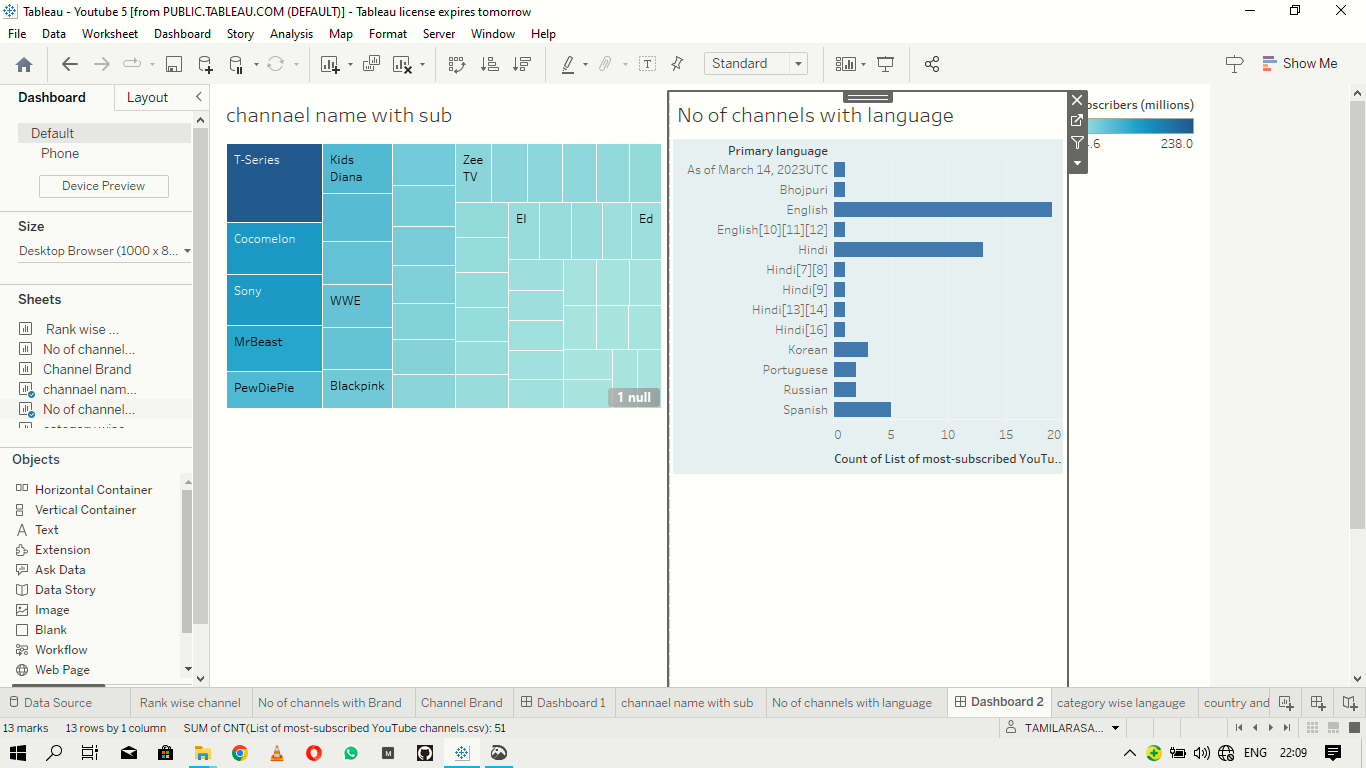 Tableau - Youtube 5 [from PUBLIC.TABLEAU.COM (DEFAULT)] - Tableau license expires tomorrow
File Data Worksheet Dashboard Story Analysis Map Format Server Window Help
Standard
Show Me
Dashboard Layout
Default
Phone
Device Preview
Size
Desktop Browser (1000 x 8...
Sheets
Rank wise ...
No of channel...
Channel Brand
channael nam...
No of channel...
Objects
Horizontal Container
Vertical Container
Text
Extension
Ask Data
Data Story
Image
Blank
Workflow
Web Page
channael name with sub
T-Series
Cocomelon
Sony
MrBeast
PewDiePie
Kids
Diana
WWE
Blackpink
Zee
TV
El
Ed
1 null
No of channels with language
Primary language
As of March 14, 2023UTC
Bhojpuri
English
English[10][11][12]
Hindi
Hindi[7][8]
Hindi[9]
Hindi[13][14]
Hindi[16]
Korean
Portuguese
Russian
Spanish
0 5 10 15 20
Count of List of most-subscribed YouTu..
bscribers (millions)
.6 238.0
Data Source Rank wise channel No of channels with Brand Channel Brand Dashboard 1 channael name with sub No of channels with language Dashboard 2 category wise langauge country and
13 marks 13 rows by 1 column SUM of CNT(List of most-subscribed YouTube channels.csv): 51 TAMILARASA...
M ENG 22:09